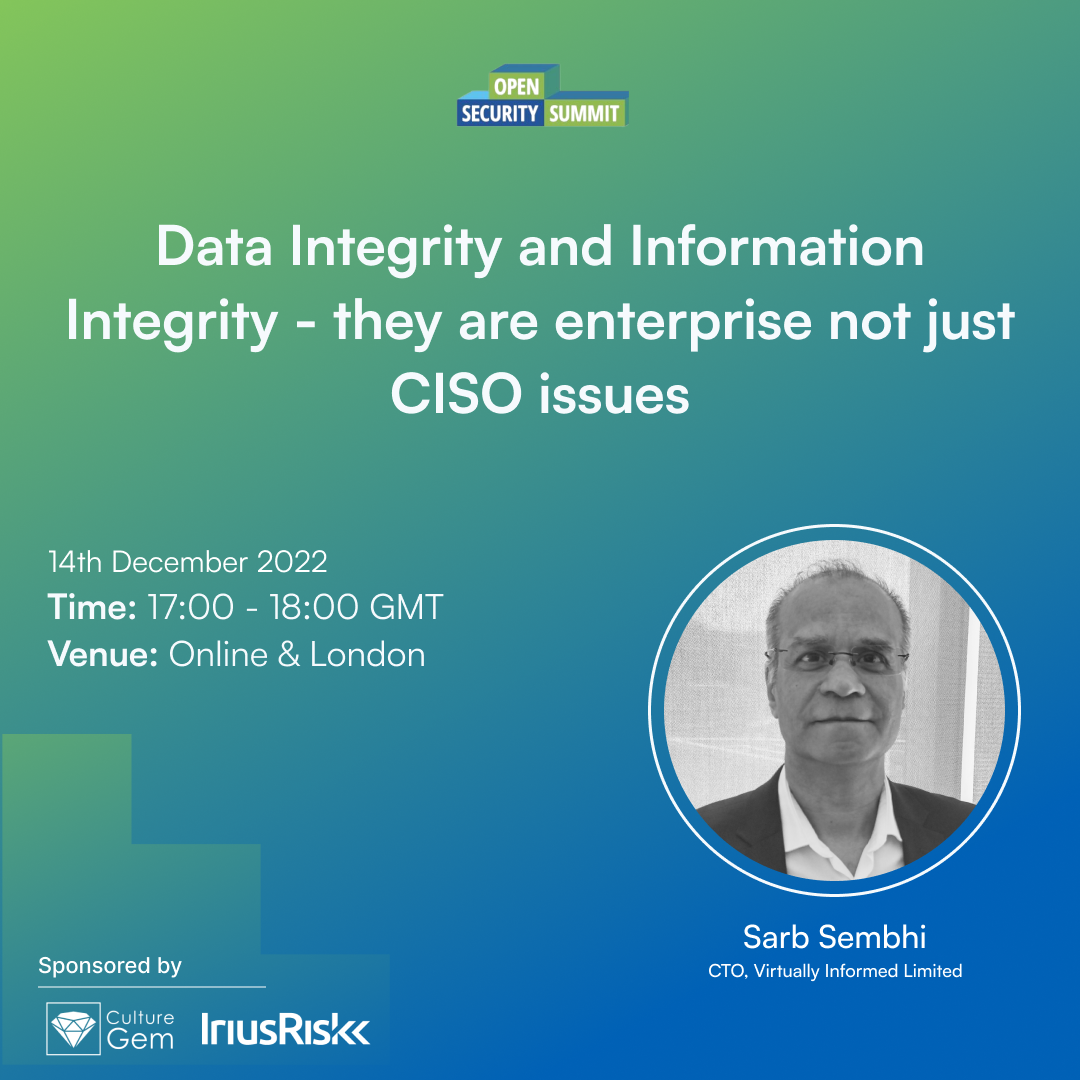 OPEN
SECURITY SUMMIT
Data Integrity and Information
Integrity - they are enterprise not just
CISO issues
14th December 2022
Time: 17:00 - 18:00 GMT
Venue: Online & London
Sarb Sembhi
CTO, Virtually Informed Limited
Sponsored by
Culture
Gem
IriusRisk